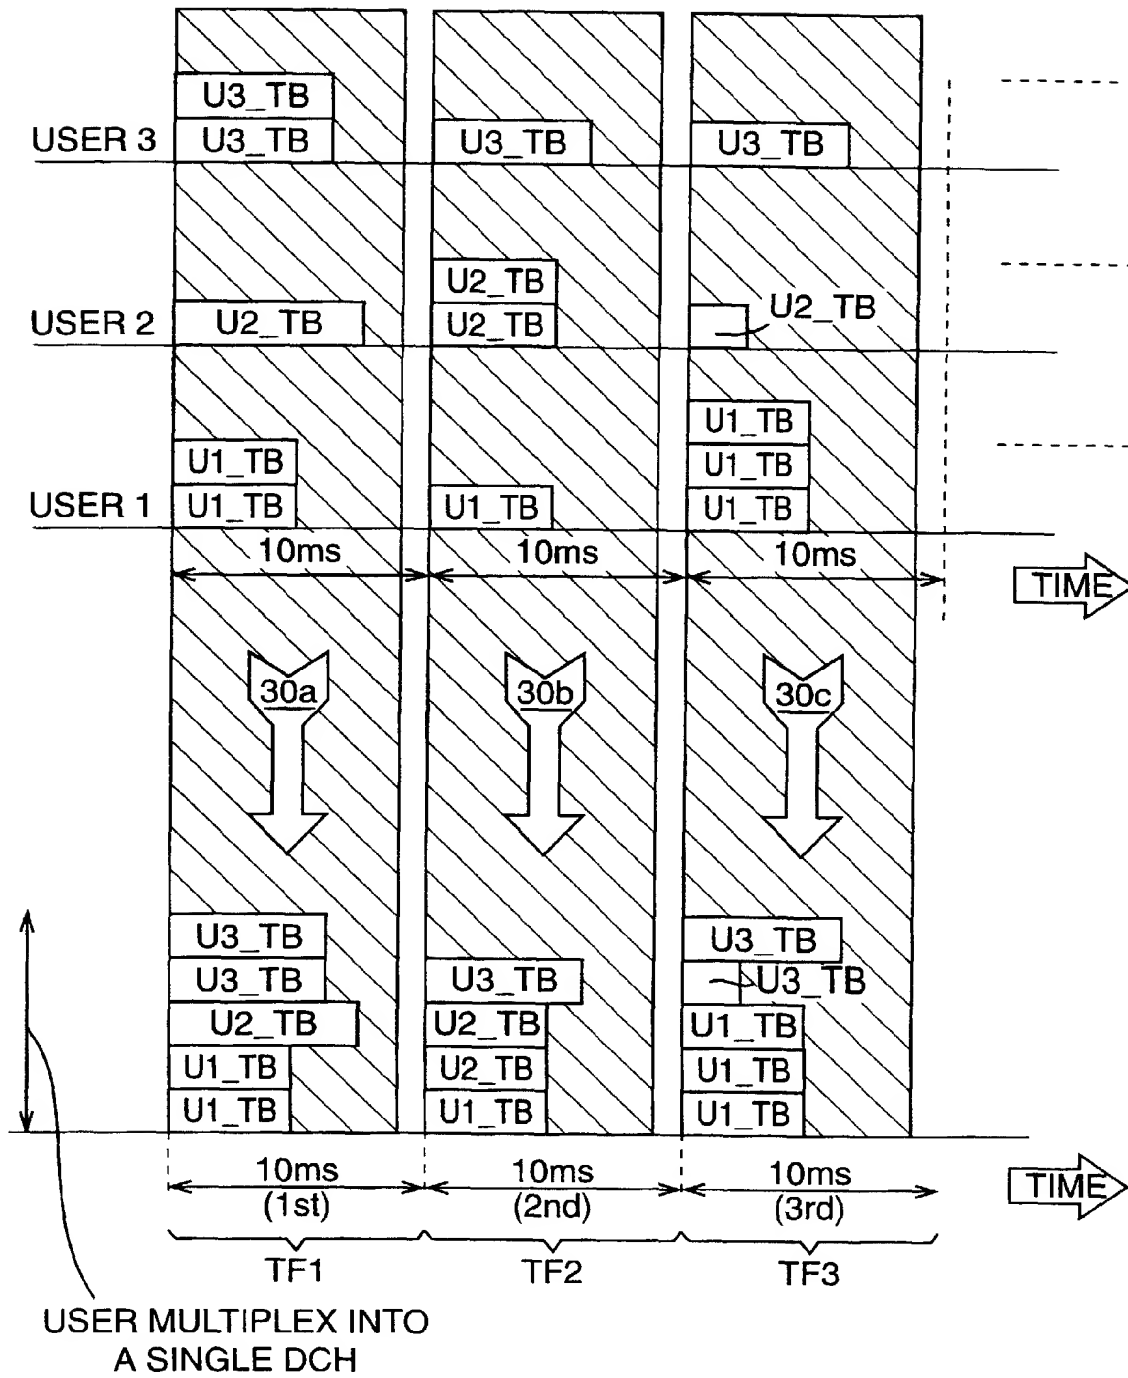 U3_TB
USER 3 U3_TB U3_TB U3_TB
U2_TB
USER 2 U2_TB U2_TB U2_TB
U1_TB
U1_TB U1_TB
USER 1 U1_TB U1_TB U1_TB
10ms 10ms 10ms
TIME
30a 30b 30c
U3_TB U3_TB
U3_TB U3_TB U3_TB
U2_TB U2_TB U1_TB
U1_TB U2_TB U1_TB
U1_TB U1_TB U1_TB
10ms 10ms 10ms
(1st) (2nd) (3rd)
TIME
TF1 TF2 TF3
USER MULTIPLEX INTO
A SINGLE DCH